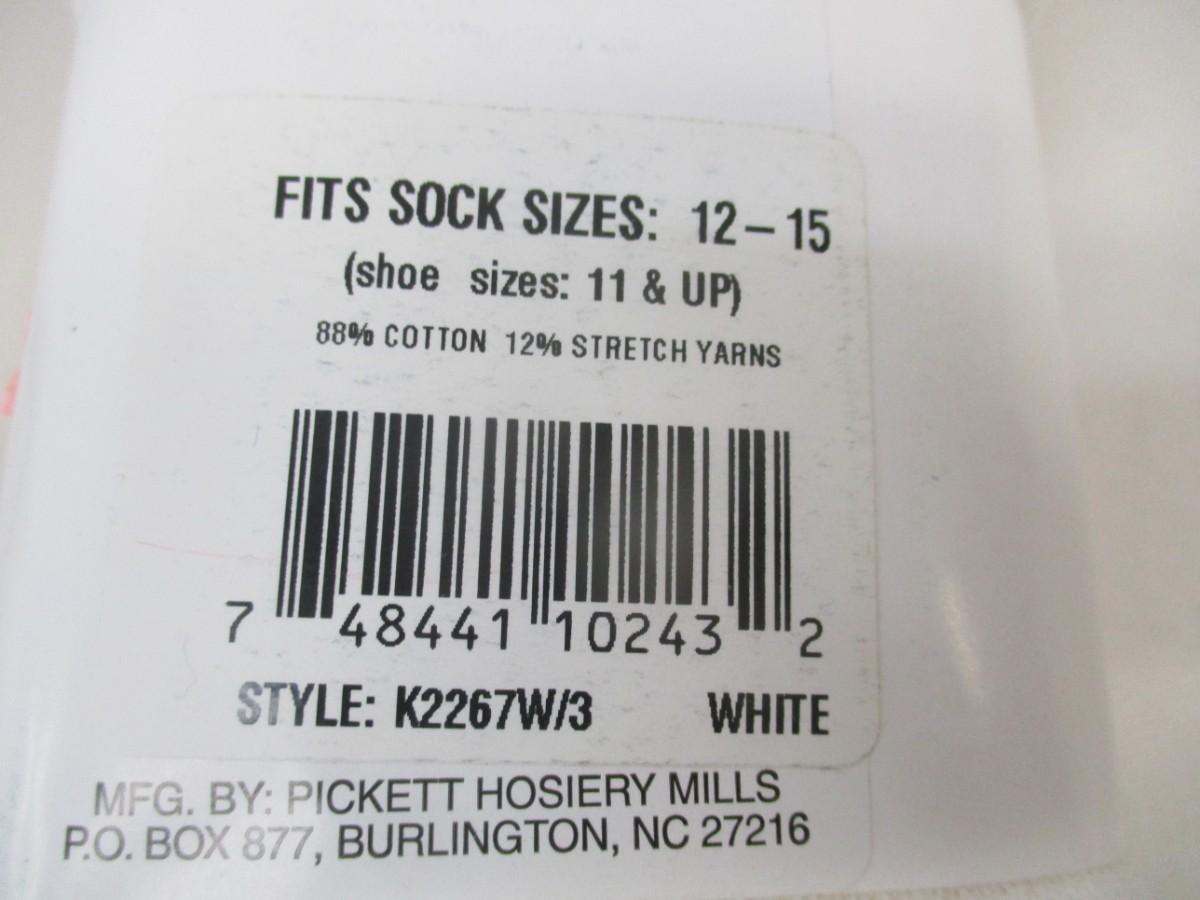 FITS SOCK SIZES: 12-15
(shoe sizes: 11 & UP)
88% COTTON 12% STRETCH YARNS
7 48441 10243 2
STYLE: K2267W/3 WHITE
MFG. BY: PICKETT HOSIERY MILLS
P.O. BOX 877, BURLINGTON, NC 27216